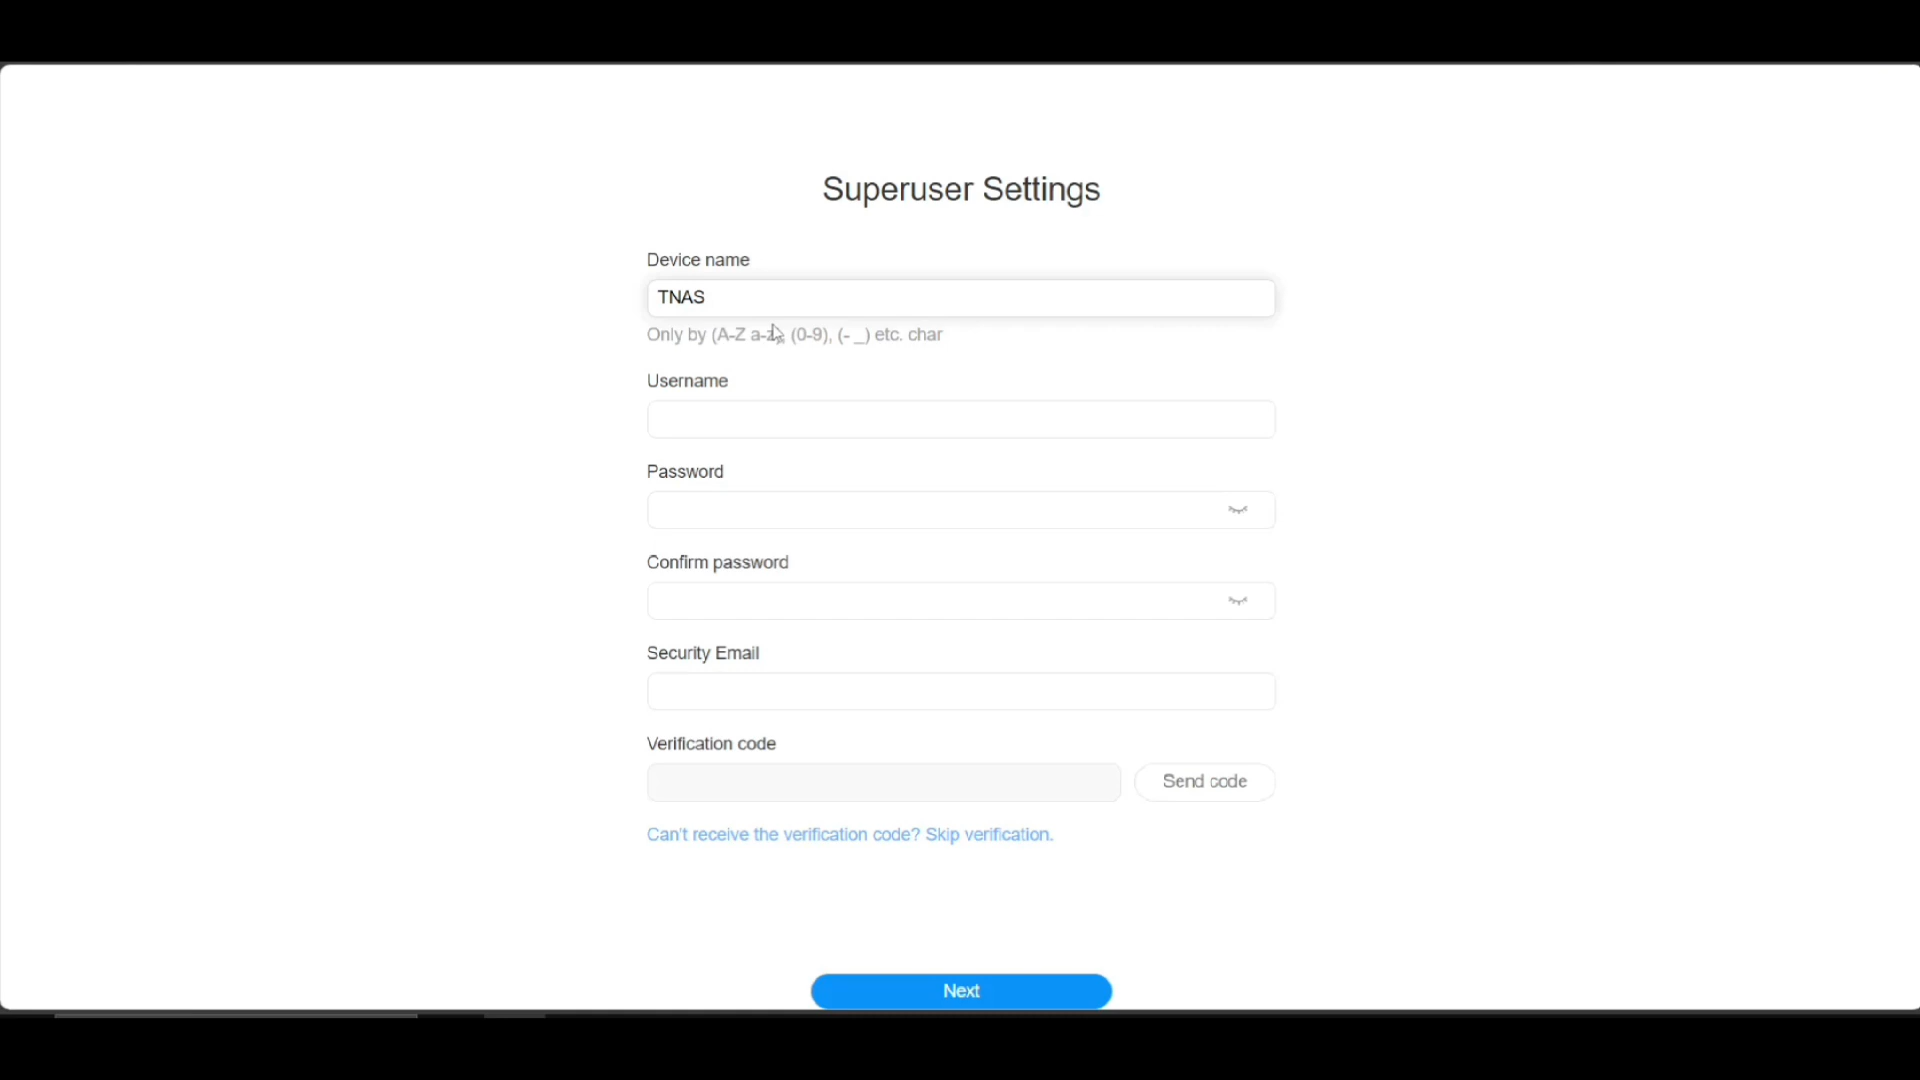 Superuser Settings
Device name
TNAS
Only by (A-Z a-z), (0-9), (- _) etc. char
Username
Password
Confirm password
Security Email
Verification code
Send code
Can't receive the verification code? Skip verification.
Next